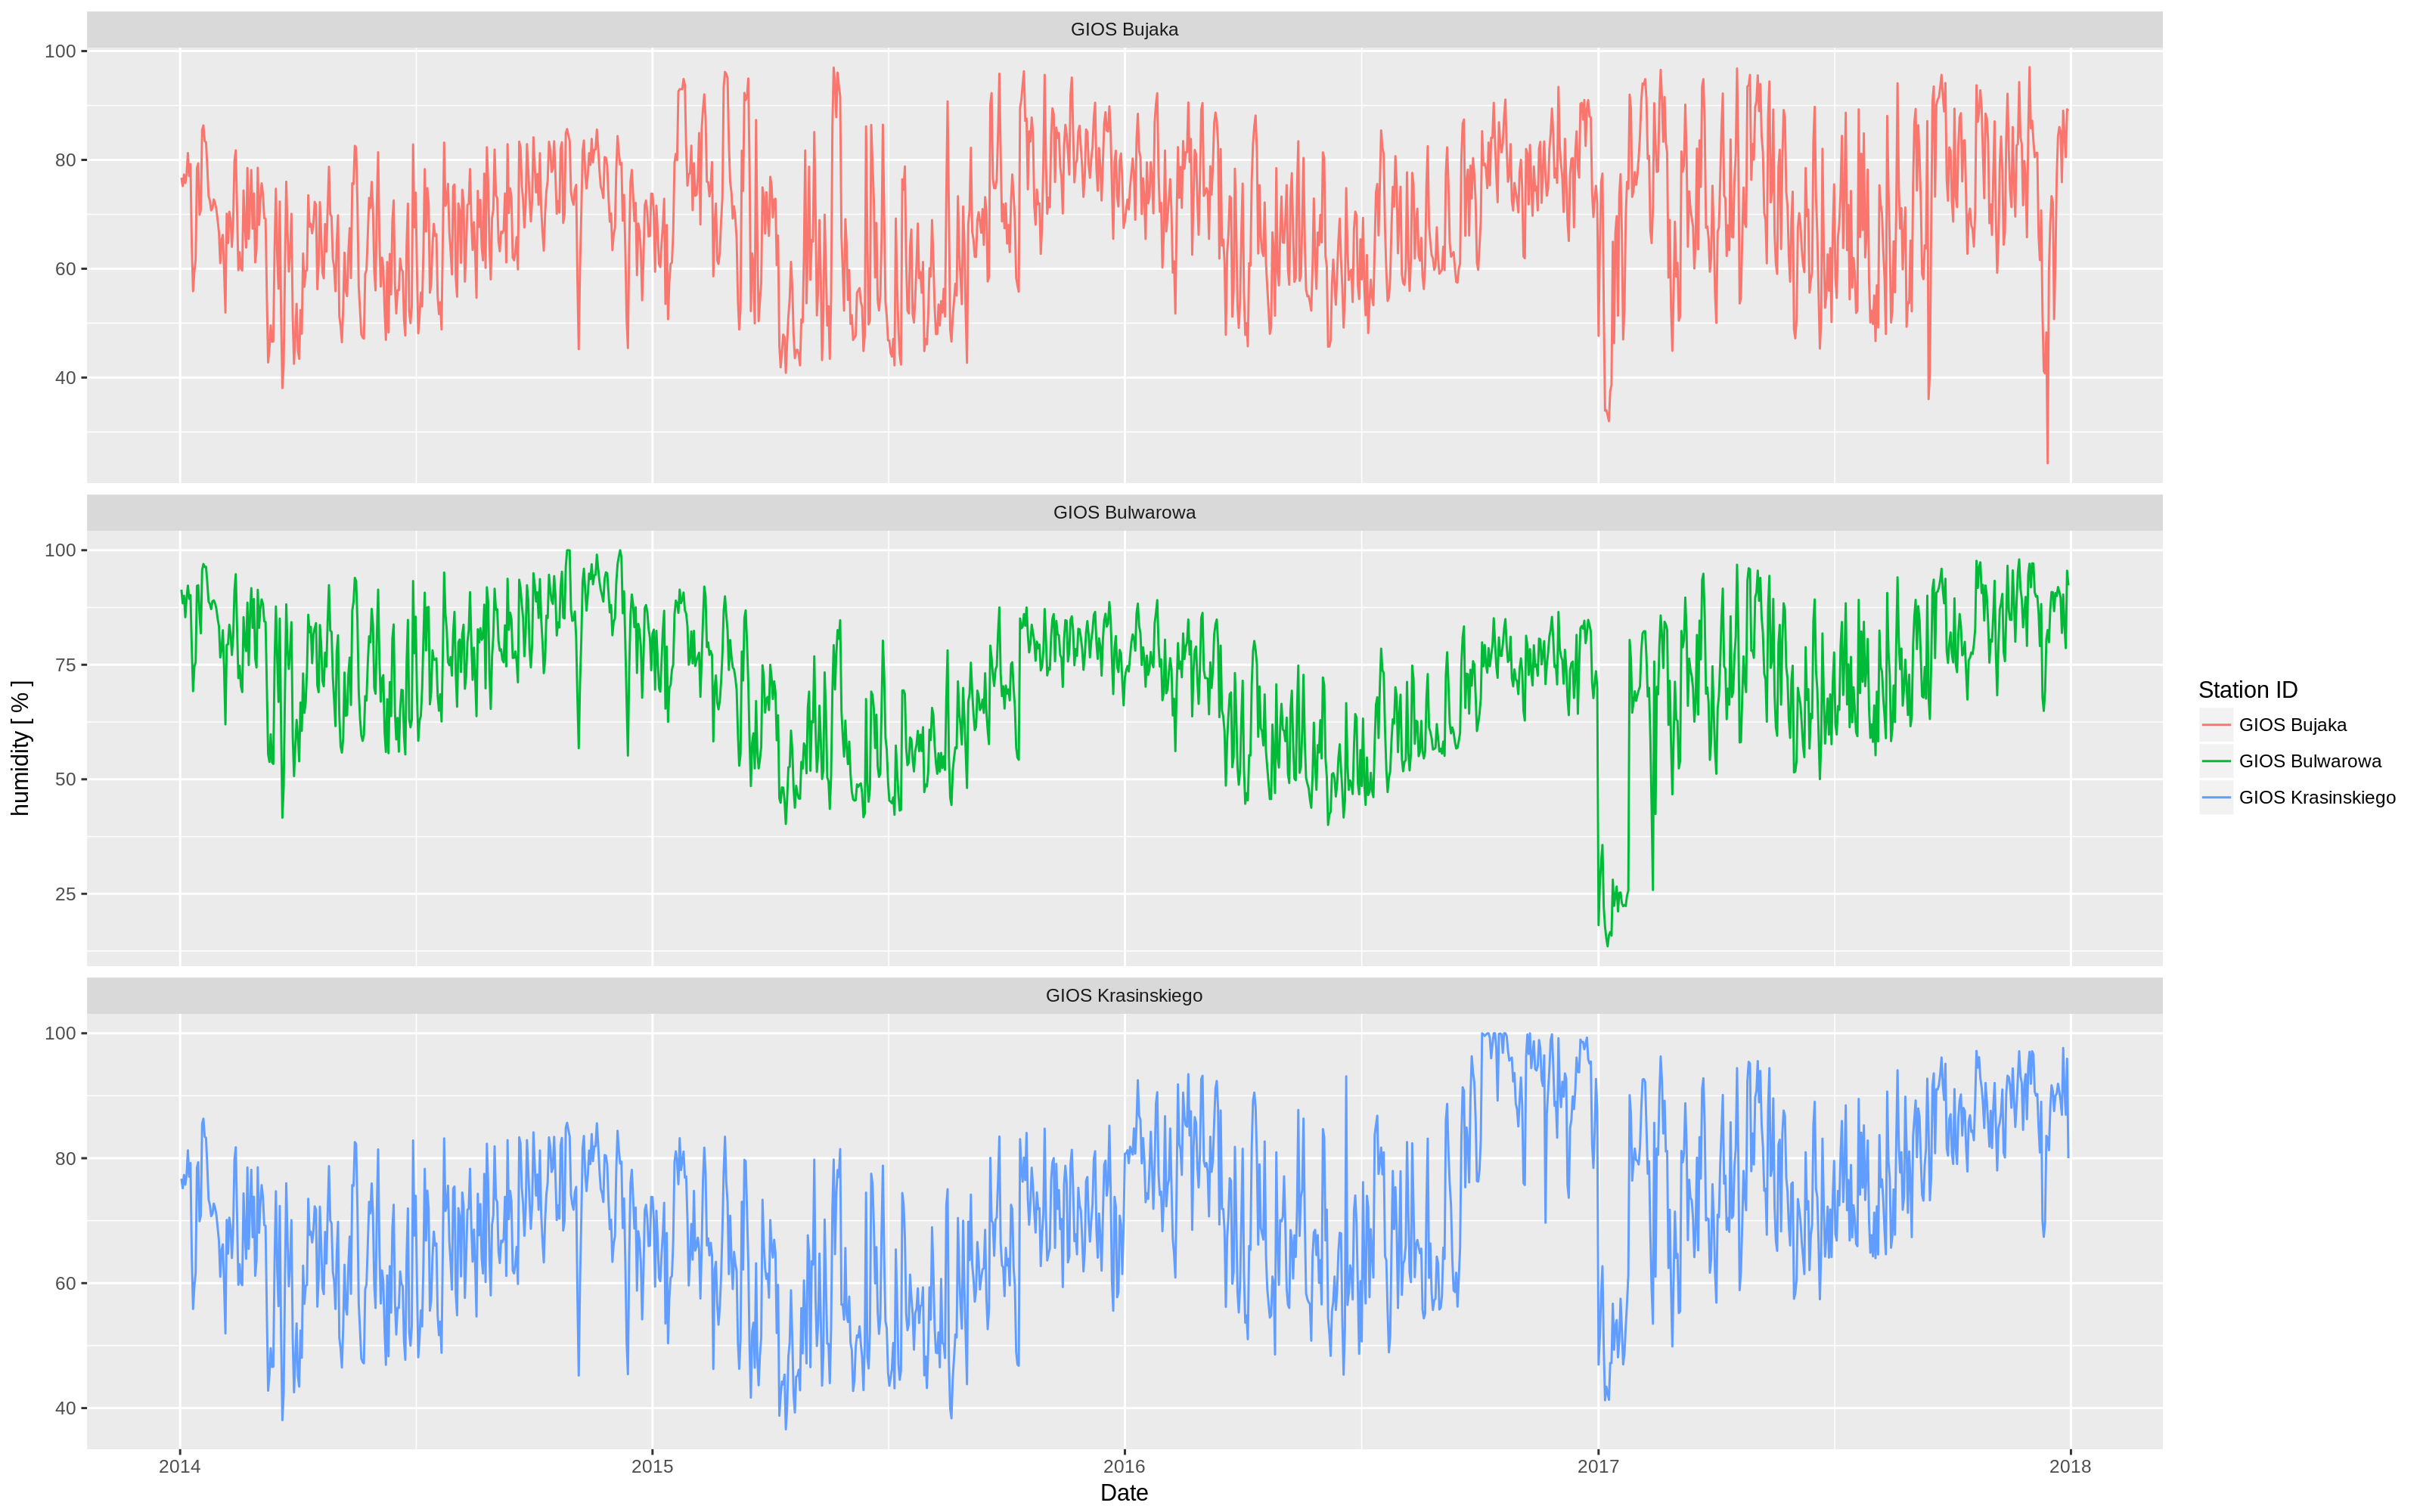 GIOS Bujaka
100
80
60
40
GIOS Bulwarowa
100
75
50
25
humidity [ % ]
GIOS Krasinskiego
100
80
60
40
2014 2015 2016 2017 2018
Date
Station ID
GIOS Bujaka
GIOS Bulwarowa
GIOS Krasinskiego